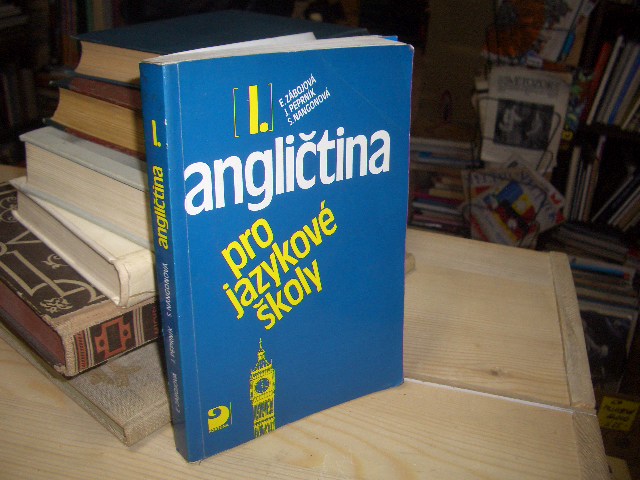 [I.]
E. ZÁBOJOVÁ
J. PEPRNÍK
S. NANGONOVÁ
angličtina
pro
jazykové
školy
I.
angličtina
E. ZÁBOJOVÁ J. PEPRNÍK S. NANGONOVÁ